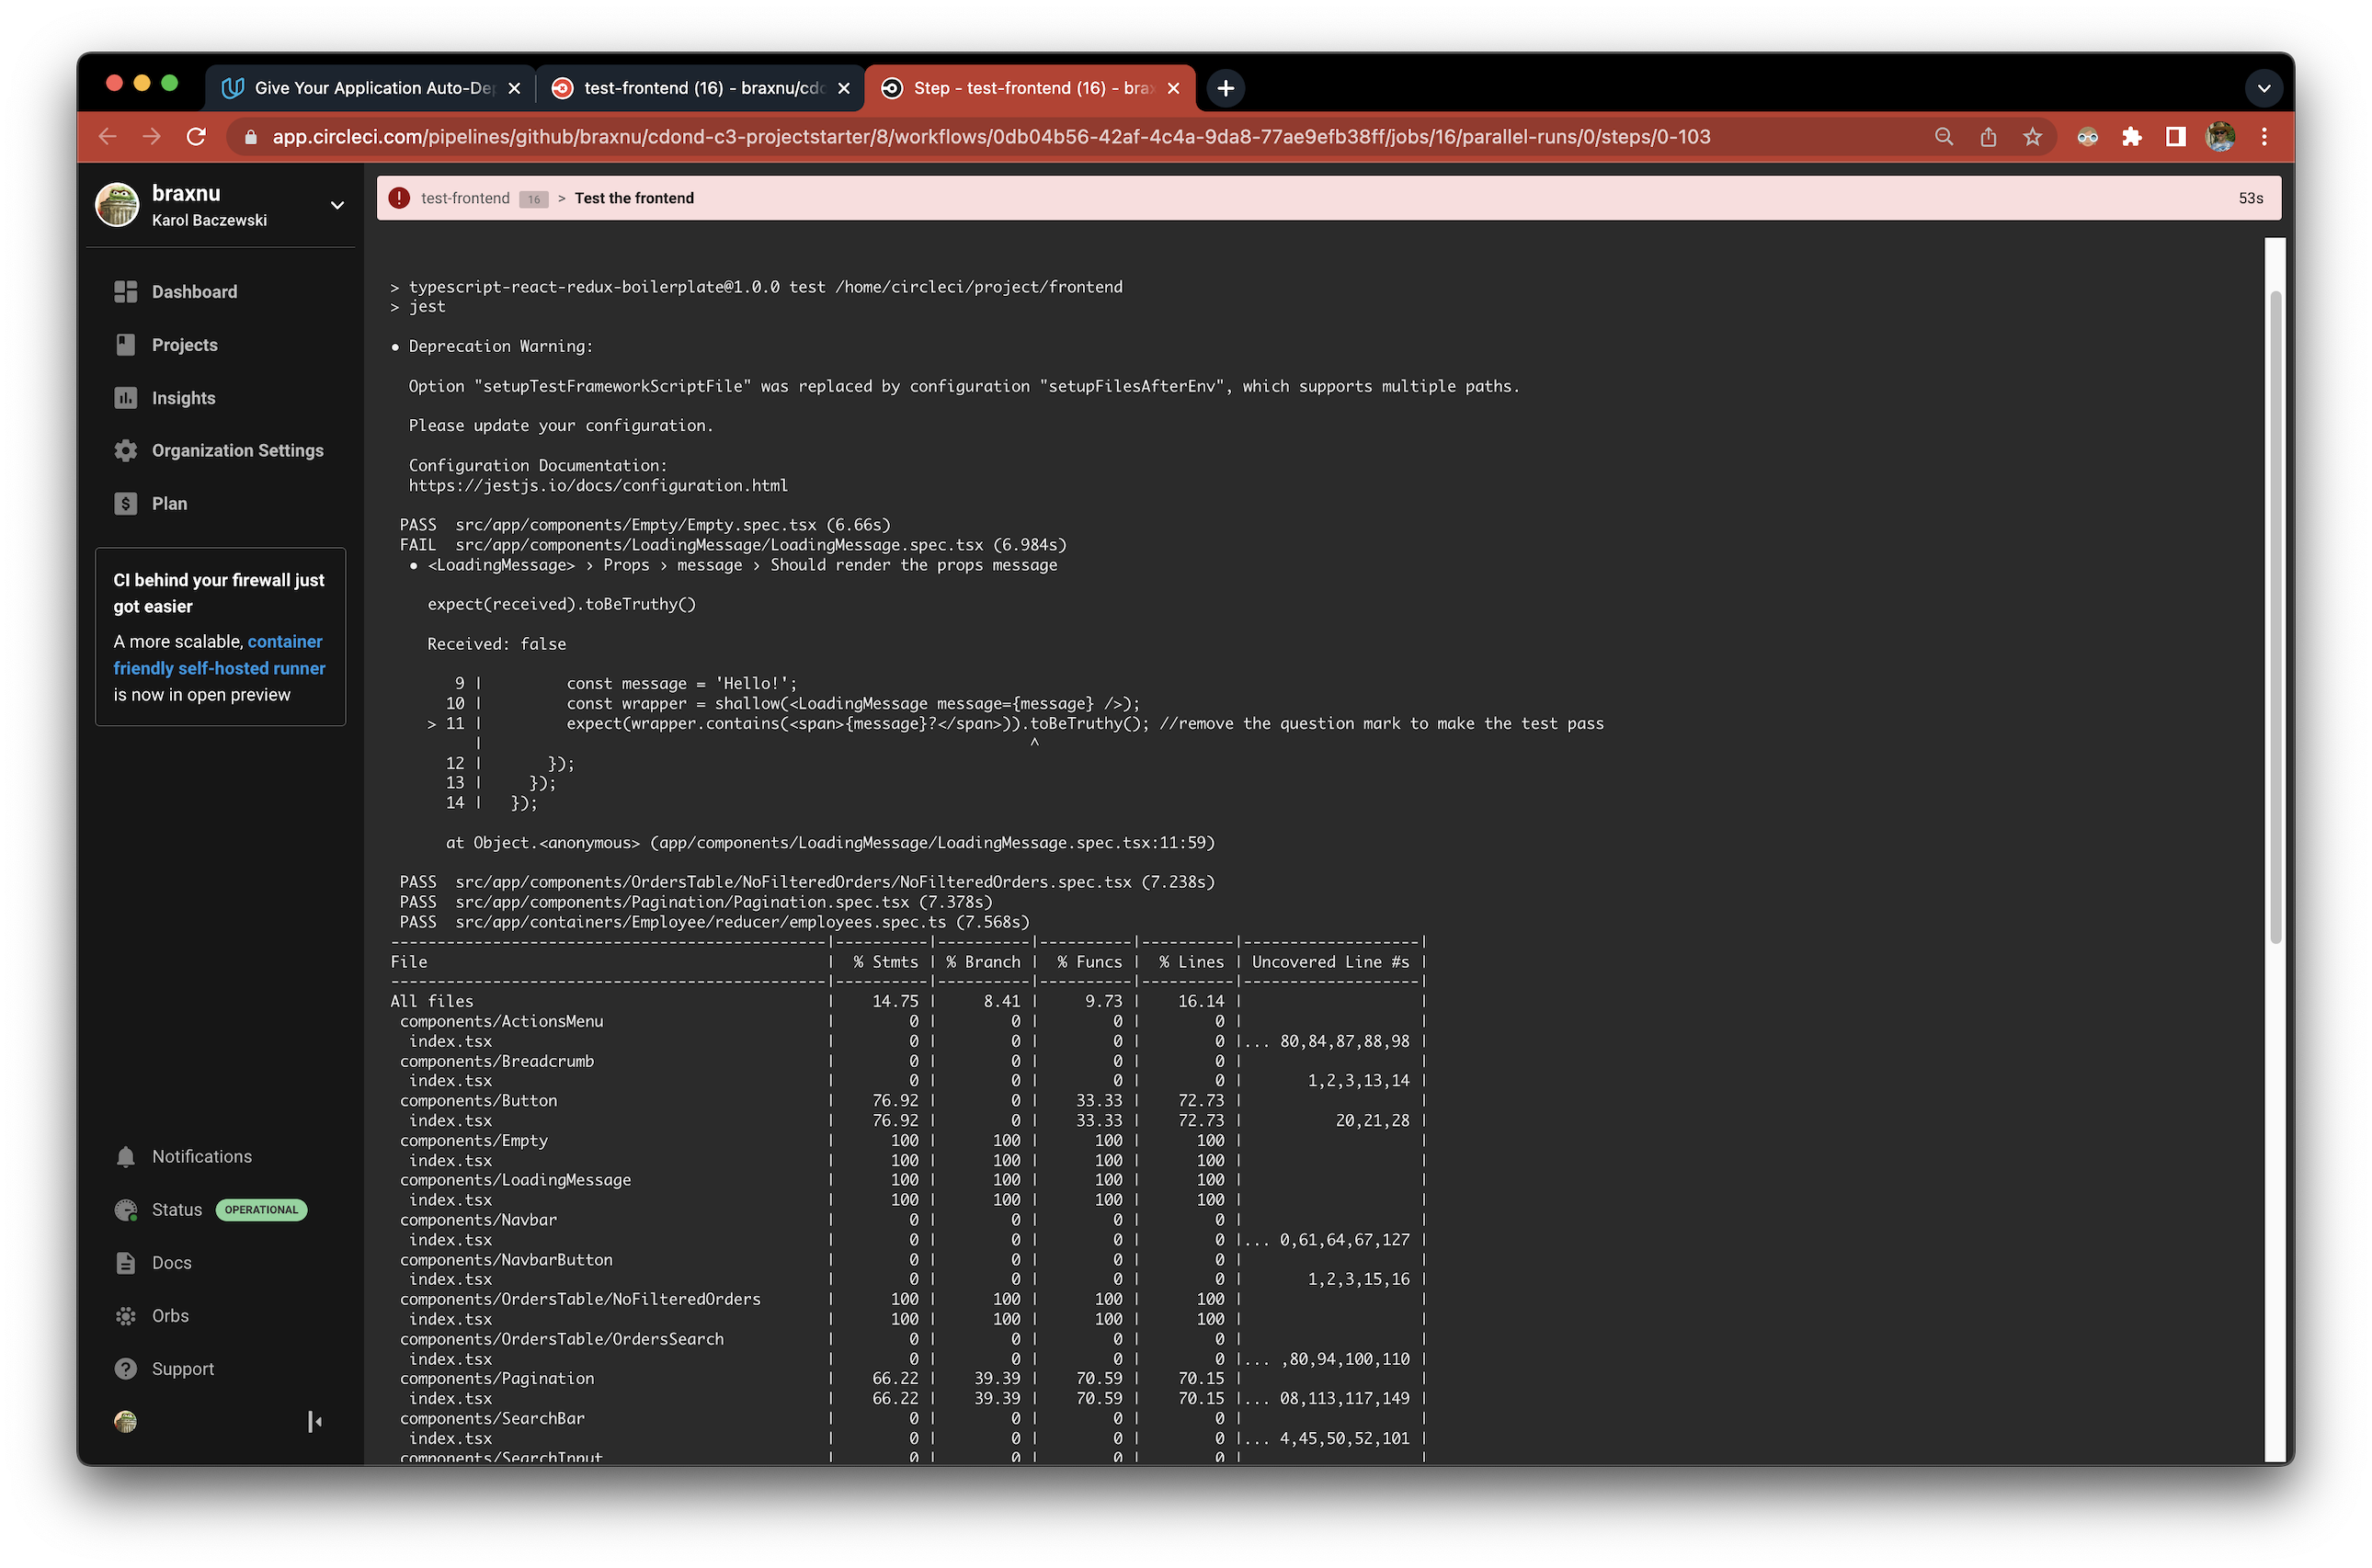 Give Your Application Auto-De
test-frontend (16) - braxnu/cdo
Step - test-frontend (16) - brax
app.circleci.com/pipelines/github/braxnu/cdond-c3-projectstarter/8/workflows/0db04b56-42af-4c4a-9da8-77ae9efb38ff/jobs/16/parallel-runs/0/steps/0-103
braxnu
Karol Baczewski
Dashboard
Projects
Insights
Organization Settings
Plan
CI behind your firewall just
got easier
A more scalable, container
friendly self-hosted runner
is now in open preview
Notifications
Status OPERATIONAL
Docs
Orbs
Support
test-frontend 16 > Test the frontend 53s
> typescript-react-redux-boilerplate@1.0.0 test /home/circleci/project/frontend
> jest
● Deprecation Warning:
Option "setupTestFrameworkScriptFile" was replaced by configuration "setupFilesAfterEnv", which supports multiple paths.
Please update your configuration.
Configuration Documentation:
https://jestjs.io/docs/configuration.html
PASS src/app/components/Empty/Empty.spec.tsx (6.66s)
FAIL src/app/components/LoadingMessage/LoadingMessage.spec.tsx (6.984s)
● <LoadingMessage> › Props › message › Should render the props message
expect(received).toBeTruthy()
Received: false
9 | const message = 'Hello!';
10 | const wrapper = shallow(<LoadingMessage message={message} />);
> 11 | expect(wrapper.contains(<span>{message}?</span>)).toBeTruthy(); //remove the question mark to make the test pass
| ^
12 | });
13 | });
14 | });
at Object.<anonymous> (app/components/LoadingMessage/LoadingMessage.spec.tsx:11:59)
PASS src/app/components/OrdersTable/NoFilteredOrders/NoFilteredOrders.spec.tsx (7.238s)
PASS src/app/components/Pagination/Pagination.spec.tsx (7.378s)
PASS src/app/containers/Employee/reducer/employees.spec.ts (7.568s)
-----------------------------------------------|----------|----------|----------|----------|-------------------|
File | % Stmts | % Branch | % Funcs | % Lines | Uncovered Line #s |
-----------------------------------------------|----------|----------|----------|----------|-------------------|
All files | 14.75 | 8.41 | 9.73 | 16.14 | |
components/ActionsMenu | 0 | 0 | 0 | 0 | |
index.tsx | 0 | 0 | 0 | 0 |... 80,84,87,88,98 |
components/Breadcrumb | 0 | 0 | 0 | 0 | |
index.tsx | 0 | 0 | 0 | 0 | 1,2,3,13,14 |
components/Button | 76.92 | 0 | 33.33 | 72.73 | |
index.tsx | 76.92 | 0 | 33.33 | 72.73 | 20,21,28 |
components/Empty | 100 | 100 | 100 | 100 | |
index.tsx | 100 | 100 | 100 | 100 | |
components/LoadingMessage | 100 | 100 | 100 | 100 | |
index.tsx | 100 | 100 | 100 | 100 | |
components/Navbar | 0 | 0 | 0 | 0 | |
index.tsx | 0 | 0 | 0 | 0 |... 0,61,64,67,127 |
components/NavbarButton | 0 | 0 | 0 | 0 | |
index.tsx | 0 | 0 | 0 | 0 | 1,2,3,15,16 |
components/OrdersTable/NoFilteredOrders | 100 | 100 | 100 | 100 | |
index.tsx | 100 | 100 | 100 | 100 | |
components/OrdersTable/OrdersSearch | 0 | 0 | 0 | 0 | |
index.tsx | 0 | 0 | 0 | 0 |... ,80,94,100,110 |
components/Pagination | 66.22 | 39.39 | 70.59 | 70.15 | |
index.tsx | 66.22 | 39.39 | 70.59 | 70.15 |... 08,113,117,149 |
components/SearchBar | 0 | 0 | 0 | 0 | |
index.tsx | 0 | 0 | 0 | 0 |... 4,45,50,52,101 |
components/SearchInput | 0 | 0 | 0 | 0 | |